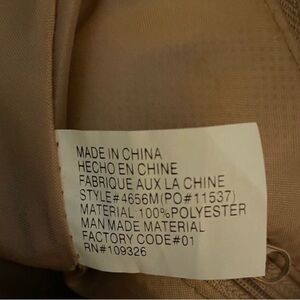 MADE IN CHINA
HECHO EN CHINE
FABRIQUE AUX LA CHINE
STYLE#4656M(PO#11537)
MATERIAL 100%POLYESTER
MAN MADE MATERIAL
FACTORY CODE#01
RN#109326